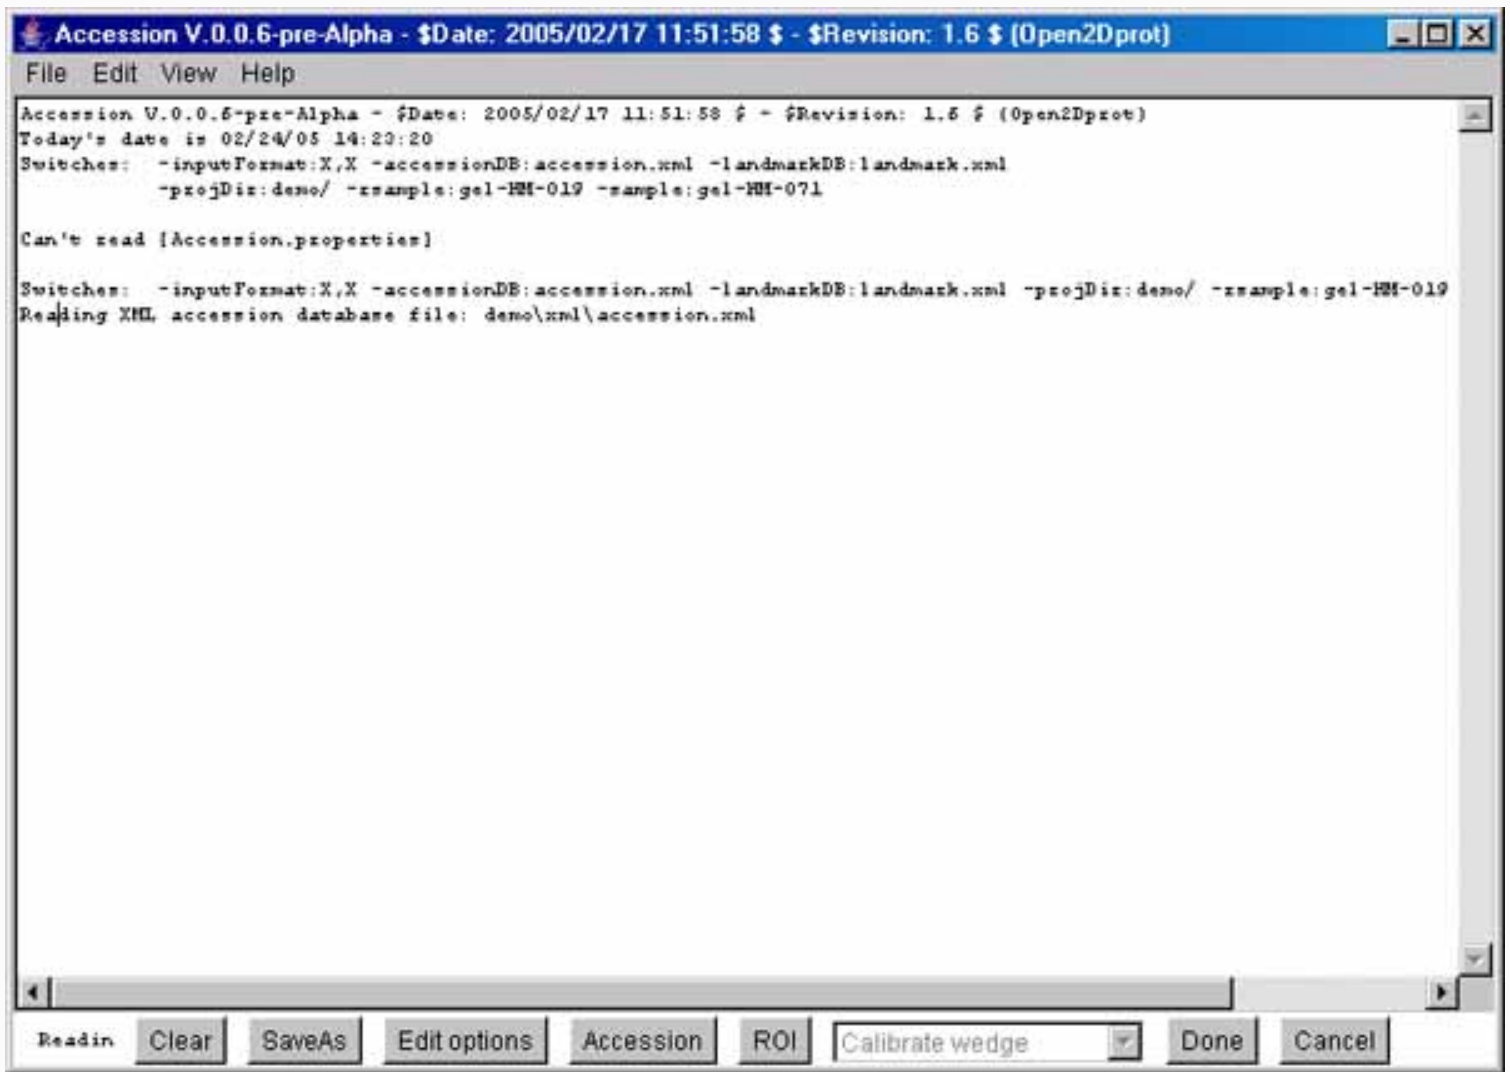 Accession V.0.0.6-pre-Alpha - $Date: 2005/02/17 11:51:58 $ - $Revision: 1.6 $ (Open2Dprot)
File Edit View Help
Accession V.0.0.6-pre-Alpha - $Date: 2005/02/17 11:51:58 $ - $Revision: 1.6 $ (Open2Dprot)
Today's date is 02/24/05 14:23:20
Switches: -inputFormat:X,X -accessionDB:accession.xml -landmarkDB:landmark.xml
-projDir:demo/ -rsample:gel-HM-019 -sample:gel-HM-071
Can't read [Accession.properties]
Switches: -inputFormat:X,X -accessionDB:accession.xml -landmarkDB:landmark.xml -projDir:demo/ -rsample:gel-HM-019
Reading XML accession database file: demo\xml\accession.xml
Readin Clear SaveAs Edit options Accession ROI Calibrate wedge Done Cancel